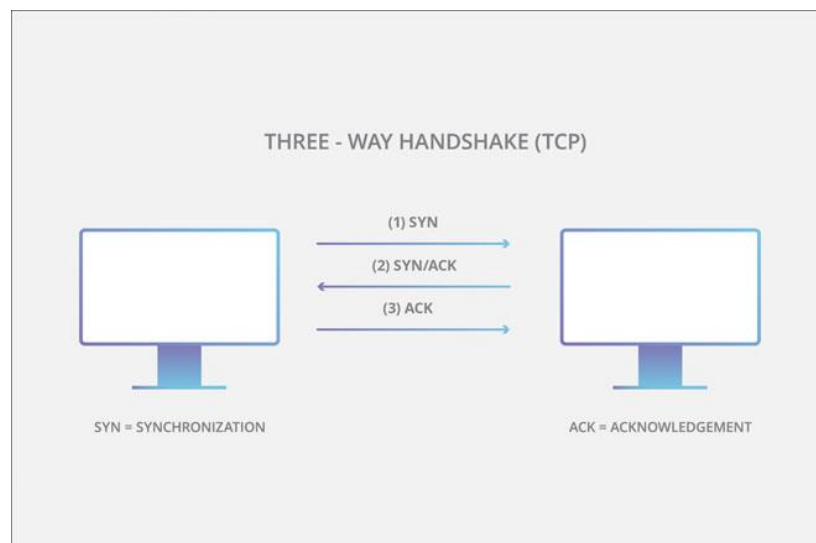 THREE - WAY HANDSHAKE (TCP)
(1) SYN
(2) SYN/ACK
(3) ACK
SYN = SYNCHRONIZATION
ACK = ACKNOWLEDGEMENT